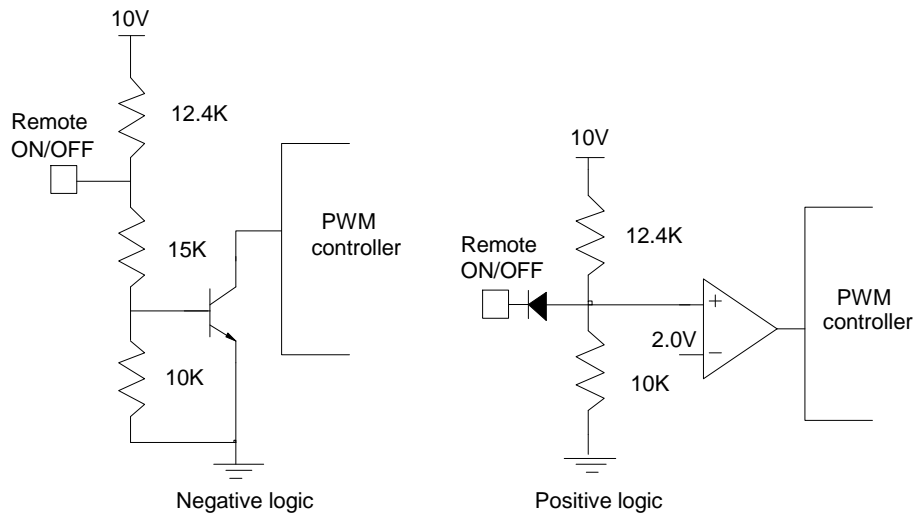 10V
12.4K
Remote
ON/OFF
15K
10K
PWM
controller
Negative logic
10V
12.4K
Remote
ON/OFF
+
2.0V
−
10K
PWM
controller
Positive logic